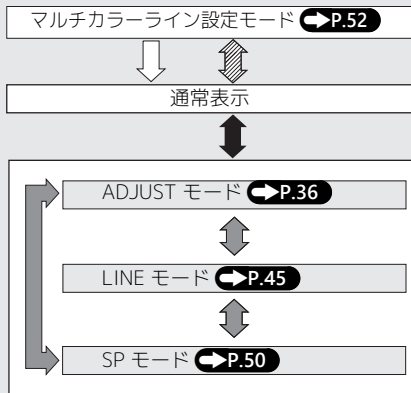 マルチカラーライン設定モード P.52
通常表示
ADJUST モード P.36
LINE モード P.45
SP モード P.50